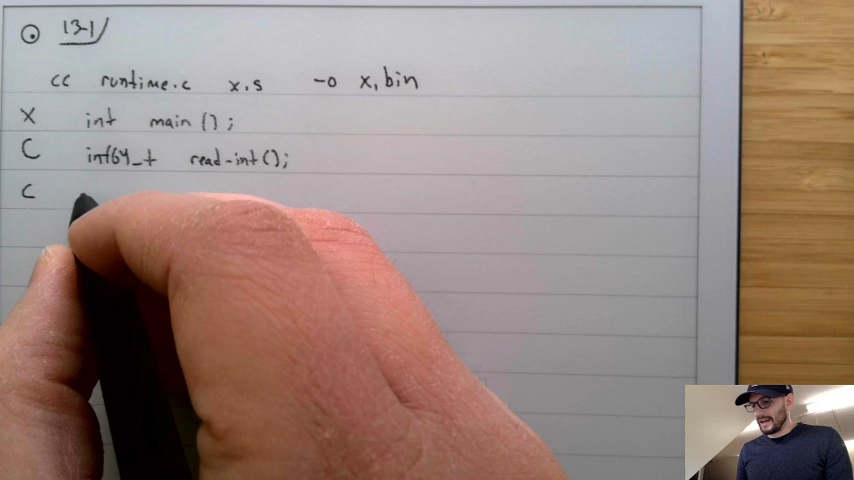 ⊙ 13-1/
cc runtime.c x.s -o x.bin
X int main();
C int64_t read-int();
C